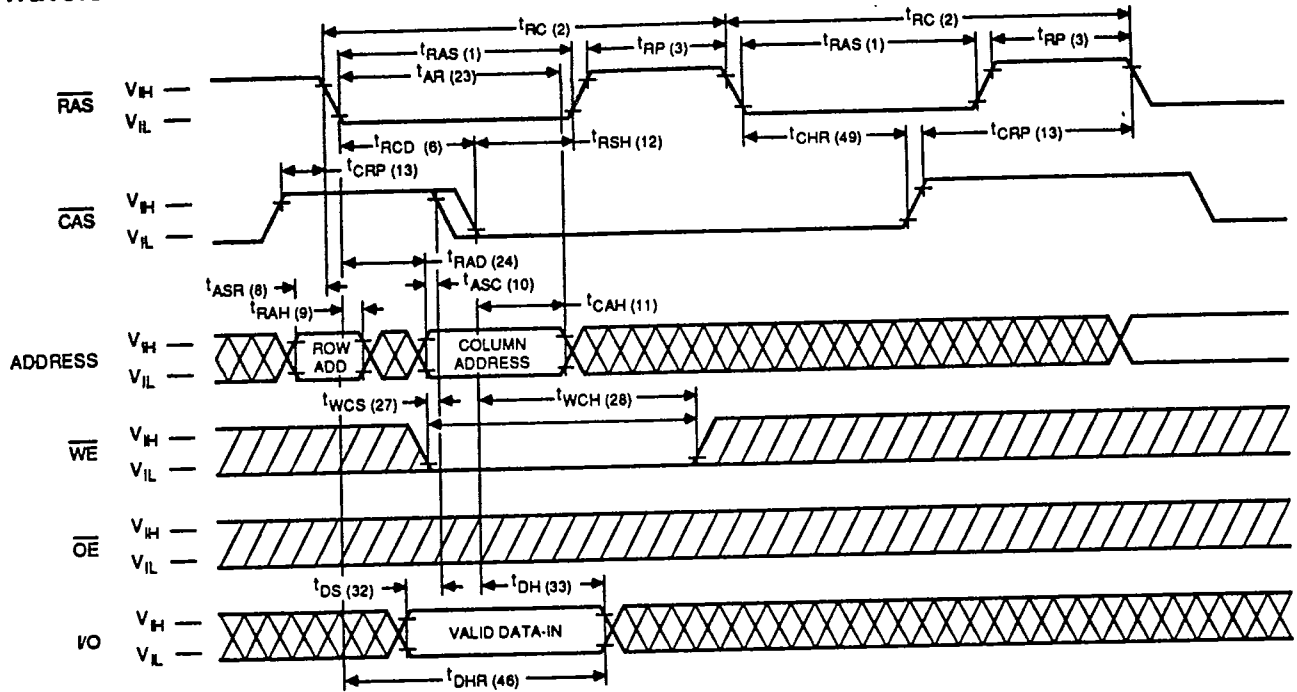 tRC (2) tRC (2)
tRAS (1) tRP (3) tRAS (1) tRP (3)
tAR (23)
RAS VIH
VIL
tRCD (6) tRSH (12) tCHR (49) tCRP (13)
tCRP (13)
CAS VIH
VIL
tRAD (24)
tASR (8) tASC (10)
tRAH (9) tCAH (11)
ADDRESS VIH ROW ADD COLUMN ADDRESS
VIL
tWCS (27) tWCH (28)
WE VIH
VIL
OE VIH
VIL
tDS (32) tDH (33)
I/O VIH VALID DATA-IN
VIL
tDHR (46)